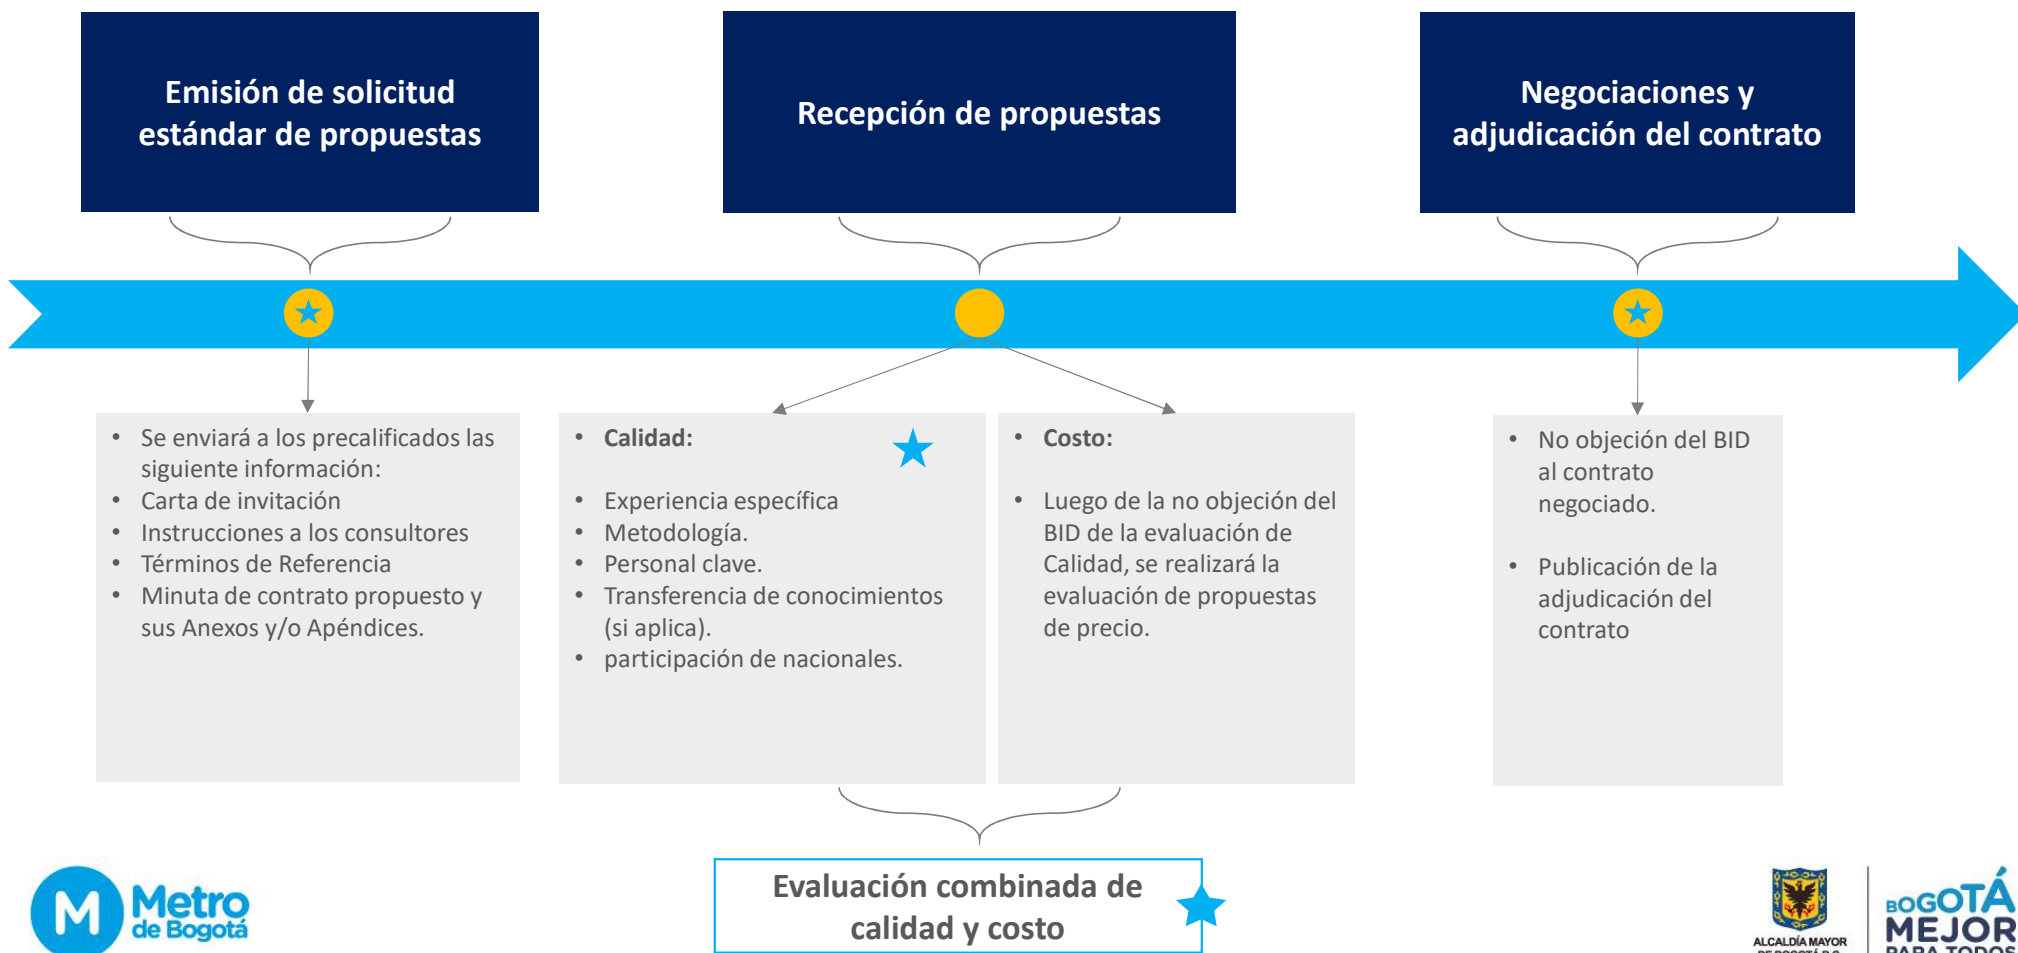 Emisión de solicitud
estándar de propuestas
Recepción de propuestas
Negociaciones y
adjudicación del contrato
• Se enviará a los precalificados las
siguiente información:
• Carta de invitación
• Instrucciones a los consultores
• Términos de Referencia
• Minuta de contrato propuesto y
sus Anexos y/o Apéndices.
• Calidad:
• Experiencia específica
• Metodología.
• Personal clave.
• Transferencia de conocimientos
(si aplica).
• participación de nacionales.
• Costo:
• Luego de la no objeción del
BID de la evaluación de
Calidad, se realizará la
evaluación de propuestas
de precio.
• No objeción del BID
al contrato
negociado.
• Publicación de la
adjudicación del
contrato
Evaluación combinada de
calidad y costo
M Metro
de Bogotá
ALCALDÍA MAYOR
DE BOGOTÁ D.C.
BOGOTÁ
MEJOR
PARA TODOS